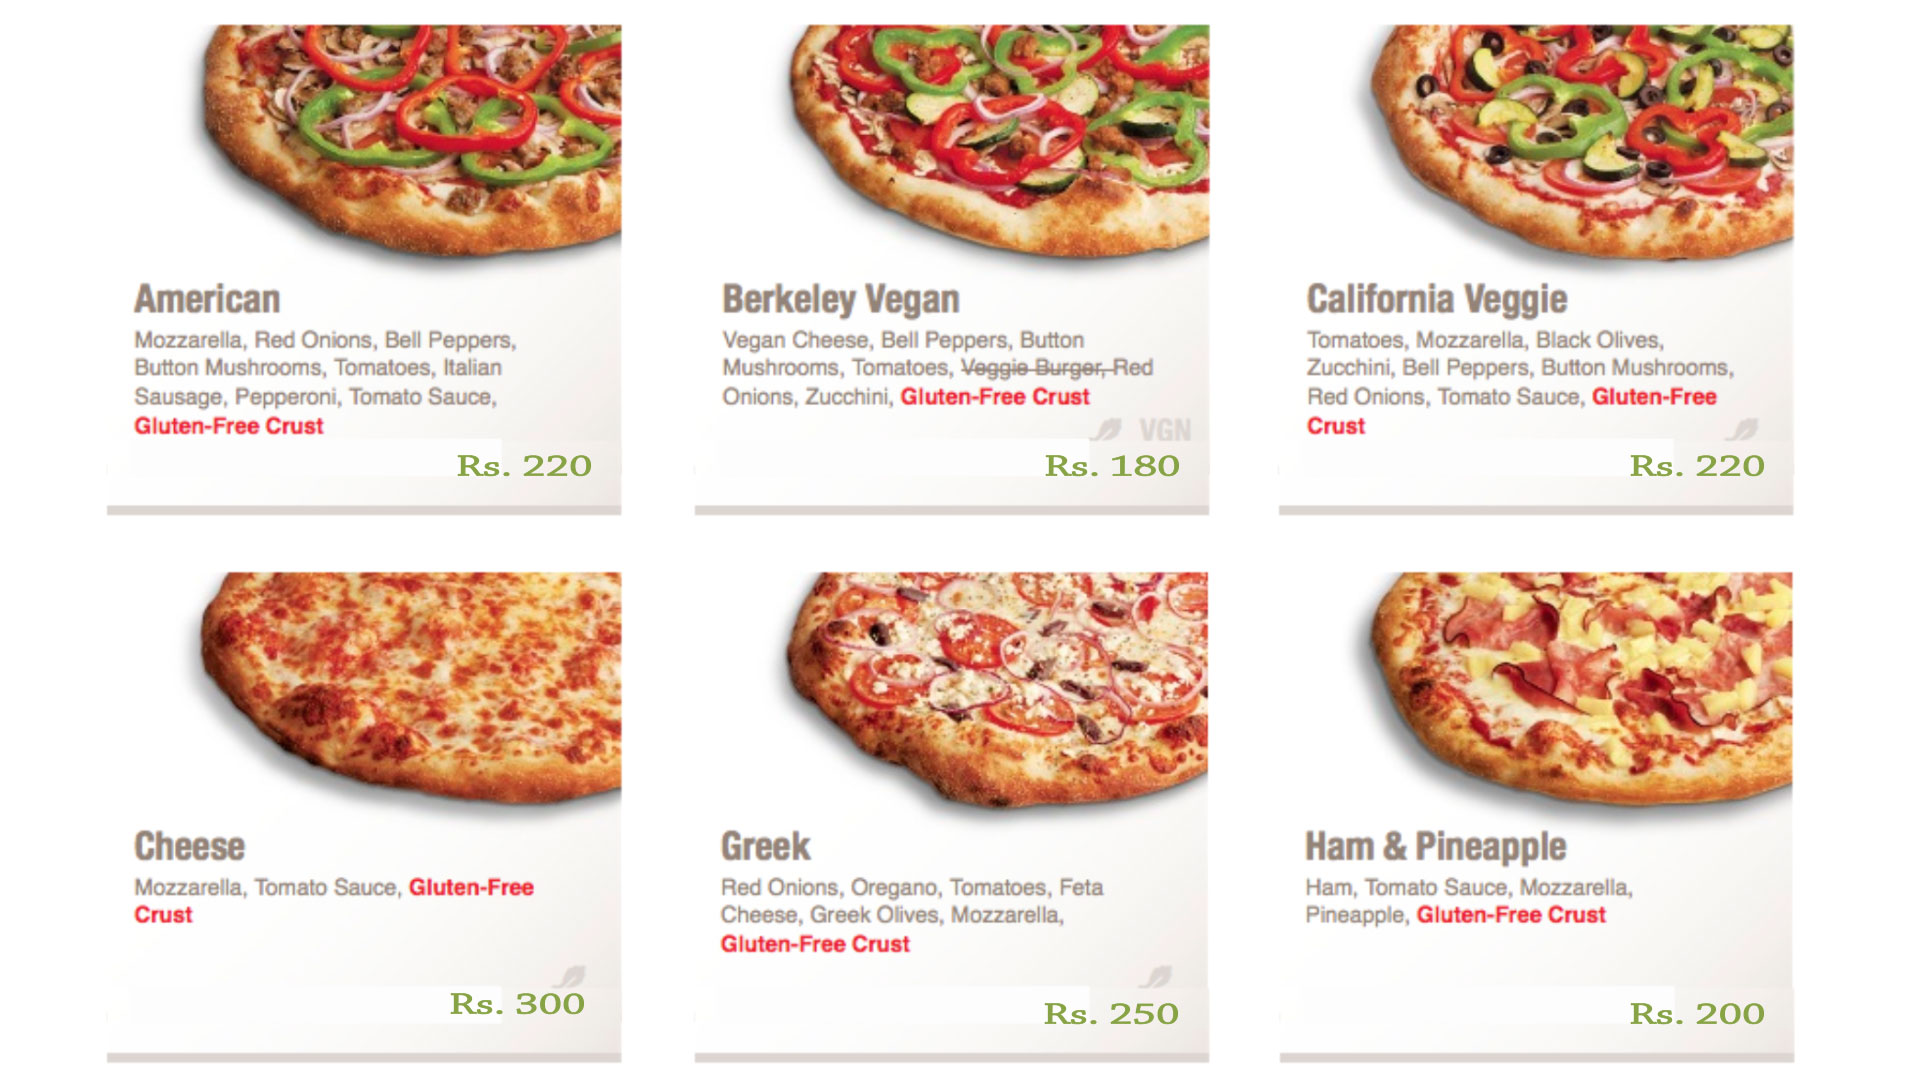 American
Mozzarella, Red Onions, Bell Peppers,
Button Mushrooms, Tomatoes, Italian
Sausage, Pepperoni, Tomato Sauce,
Gluten-Free Crust
Rs. 220
Berkeley Vegan
Vegan Cheese, Bell Peppers, Button
Mushrooms, Tomatoes, Veggie Burger, Red
Onions, Zucchini, Gluten-Free Crust
VGN
Rs. 180
California Veggie
Tomatoes, Mozzarella, Black Olives,
Zucchini, Bell Peppers, Button Mushrooms,
Red Onions, Tomato Sauce, Gluten-Free
Crust
Rs. 220
Cheese
Mozzarella, Tomato Sauce, Gluten-Free
Crust
Rs. 300
Greek
Red Onions, Oregano, Tomatoes, Feta
Cheese, Greek Olives, Mozzarella,
Gluten-Free Crust
Rs. 250
Ham & Pineapple
Ham, Tomato Sauce, Mozzarella,
Pineapple, Gluten-Free Crust
Rs. 200